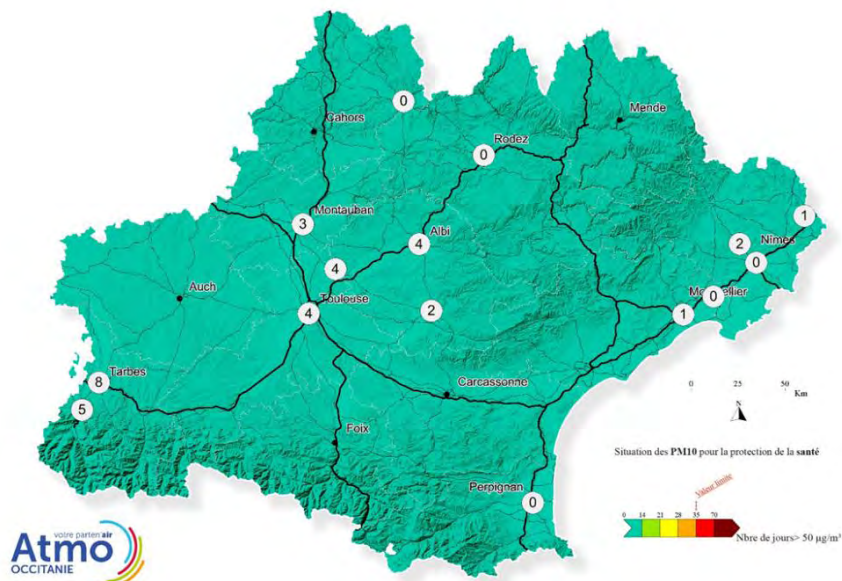 0
Cahors
Mende
Rodez
0
1
Montauban
3
Albi
4
2
Nîmes
0
4
Auch
Toulouse
4
2
Montpellier
0
1
Tarbes
8
5
Carcassonne
0 25 50
Km
N
Foix
Situation des PM10 pour la protection de la santé
Perpignan
0
Valeur limite
0 14 21 28 35 70
Nbre de jours> 50 µg/m³
votre parten'air
Atmo
OCCITANIE